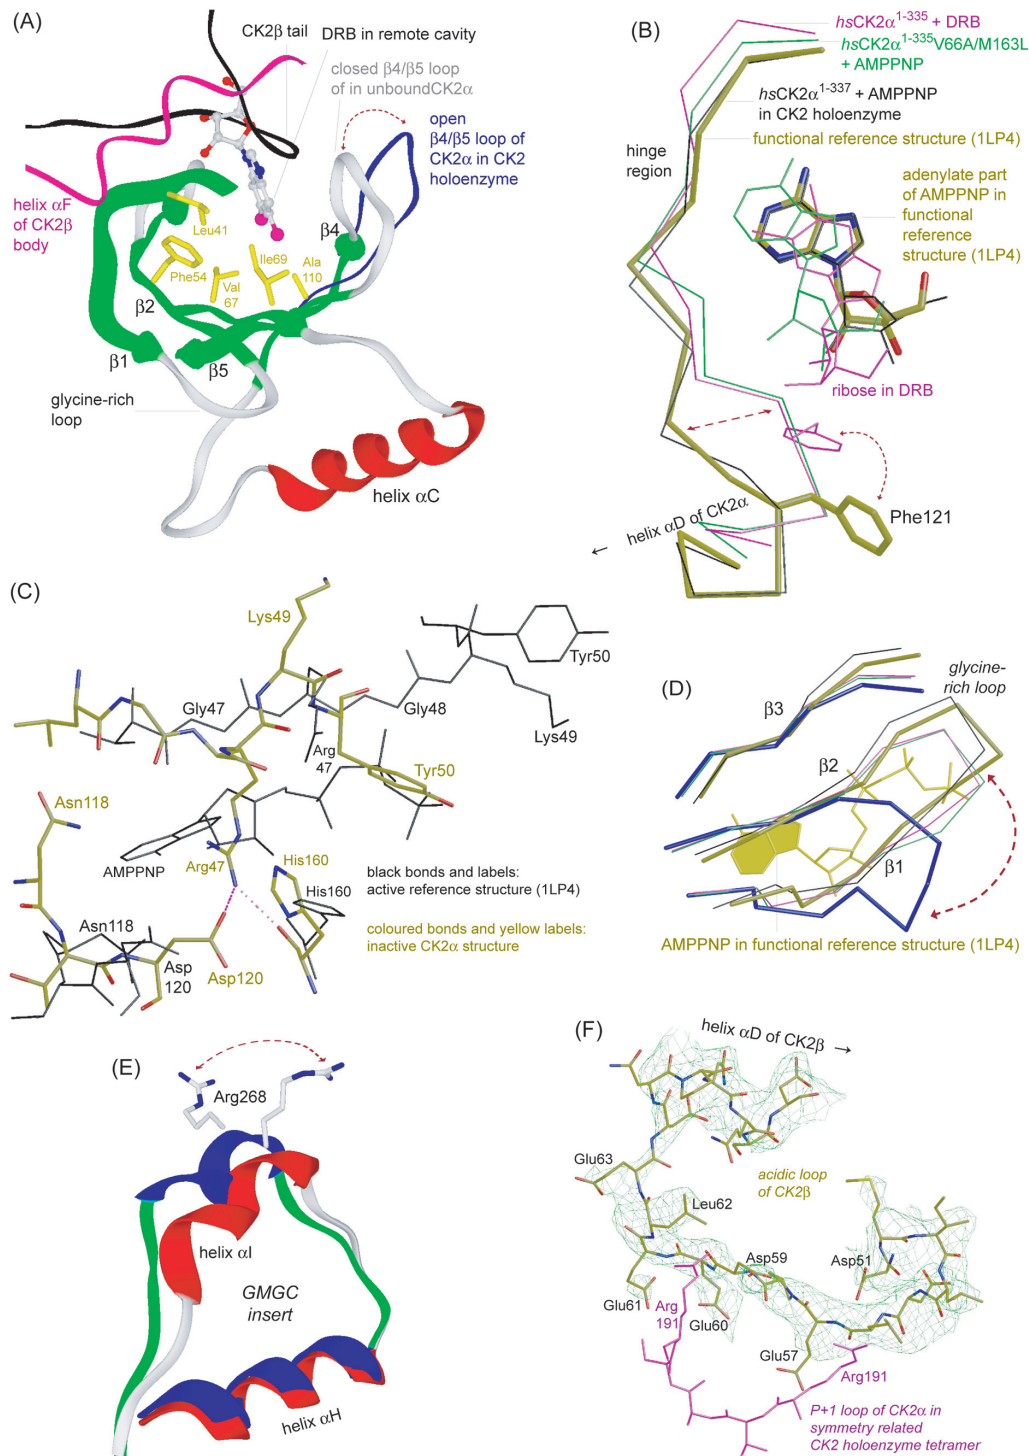 (A)
CK2β tail
DRB in remote cavity
closed β4/β5 loop
of in unboundCK2α
open
β4/β5 loop of
CK2α in CK2
holoenzyme
helix αF
of CK2β
body
Leu41
Phe54
Val
67
Ile69
Ala
110
β4
β2
β1
β5
glycine-rich
loop
helix αC
(B)
hsCK2α1-335 + DRB
hsCK2α1-335V66A/M163L
+ AMPPNP
hsCK2α1-337 + AMPPNP
in CK2 holoenzyme
functional reference structure (1LP4)
hinge
region
adenylate part
of AMPPNP in
functional
reference
structure (1LP4)
ribose in DRB
Phe121
← helix αD of CK2α
(C)
Lys49
Tyr50
Gly47
Gly48
Lys49
Arg
47
Tyr50
Asn118
AMPPNP
Arg47
His160
His160
Asn118
Asp
120
Asp120
black bonds and labels:
active reference structure (1LP4)
coloured bonds and yellow labels:
inactive CK2α structure
(D)
glycine-
rich loop
β3
β2
β1
AMPPNP in functional reference structure (1LP4)
(E)
Arg268
helix αI
GMGC
insert
helix αH
(F)
helix αD of CK2β →
Glu63
acidic loop
of CK2β
Leu62
Asp59
Asp51
Glu61
Arg
191
Glu60
Glu57
Arg191
P+1 loop of CK2α in
symmetry related
CK2 holoenzyme tetramer